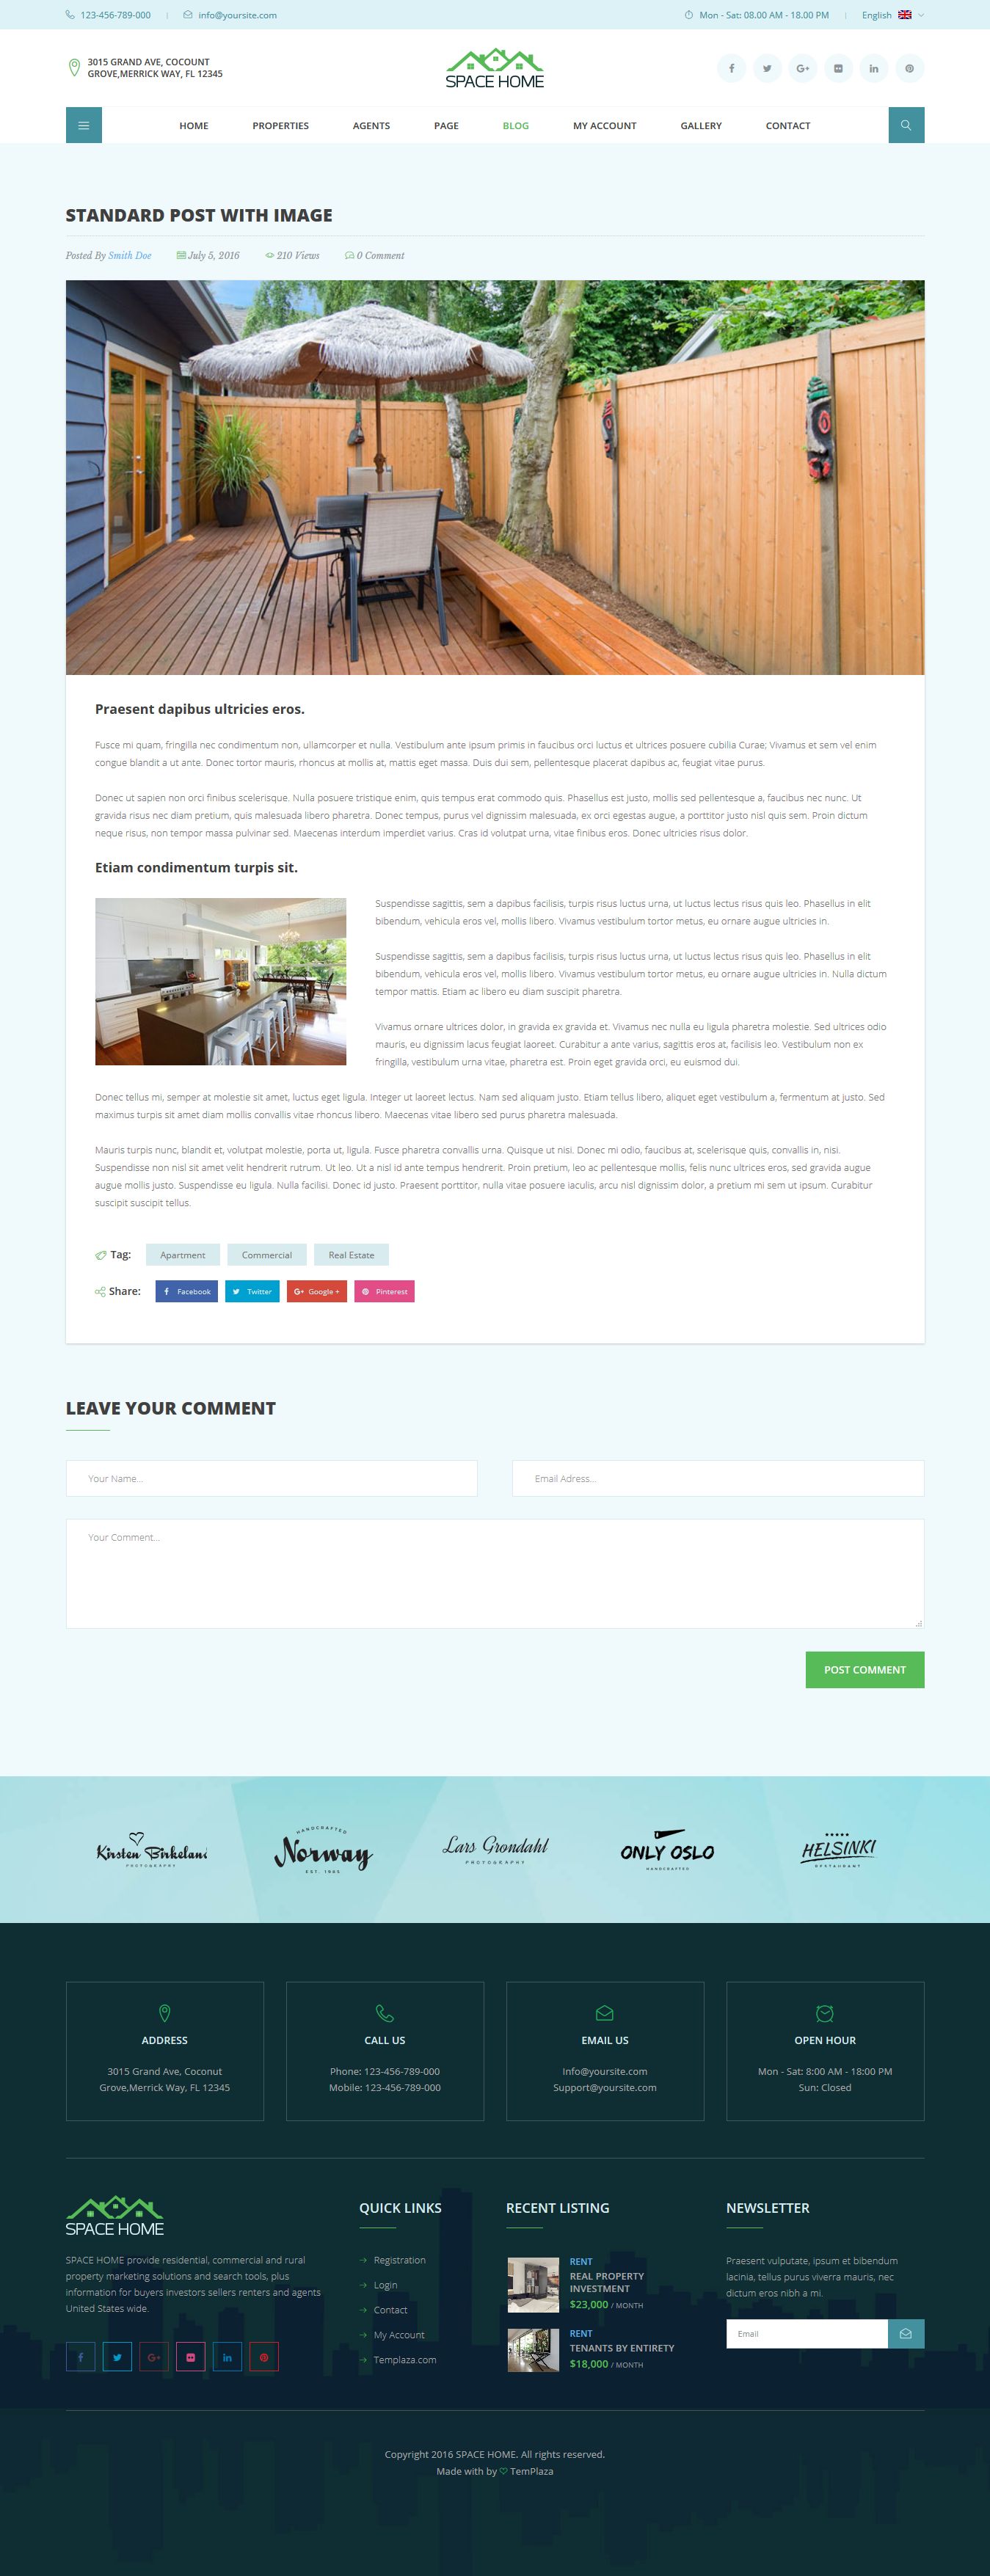 123-456-789-000 | info@yoursite.com
Mon - Sat: 08.00 AM - 18.00 PM | English
3015 GRAND AVE, COCOUNT
GROVE,MERRICK WAY, FL 12345
SPACE HOME
HOME PROPERTIES AGENTS PAGE BLOG MY ACCOUNT GALLERY CONTACT
STANDARD POST WITH IMAGE
Posted By Smith Doe July 5, 2016 210 Views 0 Comment
Praesent dapibus ultricies eros.
Fusce mi quam, fringilla nec condimentum non, ullamcorper et nulla. Vestibulum ante ipsum primis in faucibus orci luctus et ultrices posuere cubilia Curae; Vivamus et sem vel enim
congue blandit a ut ante. Donec tortor mauris, rhoncus at mollis at, mattis eget massa. Duis dui sem, pellentesque placerat dapibus ac, feugiat vitae purus.
Donec ut sapien non orci finibus scelerisque. Nulla posuere tristique enim, quis tempus erat commodo quis. Phasellus est justo, mollis sed pellentesque a, faucibus nec nunc. Ut
gravida risus nec diam pretium, quis malesuada libero pharetra. Donec tempus, purus vel dignissim malesuada, ex orci egestas augue, a porttitor justo nisl quis sem. Proin dictum
neque risus, non tempor massa pulvinar sed. Maecenas interdum imperdiet varius. Cras id volutpat urna, vitae finibus eros. Donec ultricies risus dolor.
Etiam condimentum turpis sit.
Suspendisse sagittis, sem a dapibus facilisis, turpis risus luctus urna, ut luctus lectus risus quis leo. Phasellus in elit
bibendum, vehicula eros vel, mollis libero. Vivamus vestibulum tortor metus, eu ornare augue ultricies in.
Suspendisse sagittis, sem a dapibus facilisis, turpis risus luctus urna, ut luctus lectus risus quis leo. Phasellus in elit
bibendum, vehicula eros vel, mollis libero. Vivamus vestibulum tortor metus, eu ornare augue ultricies in. Nulla dictum
tempor mattis. Etiam ac libero eu diam suscipit pharetra.
Vivamus ornare ultrices dolor, in gravida ex gravida et. Vivamus nec nulla eu ligula pharetra molestie. Sed ultrices odio
mauris, eu dignissim lacus feugiat laoreet. Curabitur a ante varius, sagittis eros at, facilisis leo. Vestibulum non ex
fringilla, vestibulum urna vitae, pharetra est. Proin eget gravida orci, eu euismod dui.
Donec tellus mi, semper at molestie sit amet, luctus eget ligula. Integer ut laoreet lectus. Nam sed aliquam justo. Etiam tellus libero, aliquet eget vestibulum a, fermentum at justo. Sed
maximus turpis sit amet diam mollis convallis vitae rhoncus libero. Maecenas vitae libero sed purus pharetra malesuada.
Mauris turpis nunc, blandit et, volutpat molestie, porta ut, ligula. Fusce pharetra convallis urna. Quisque ut nisi. Donec mi odio, faucibus at, scelerisque quis, convallis in, nisi.
Suspendisse non nisl sit amet velit hendrerit rutrum. Ut leo. Ut a nisl id ante tempus hendrerit. Proin pretium, leo ac pellentesque mollis, felis nunc ultrices eros, sed gravida augue
augue mollis justo. Suspendisse eu ligula. Nulla facilisi. Donec id justo. Praesent porttitor, nulla vitae posuere iaculis, arcu nisl dignissim dolor, a pretium mi sem ut ipsum. Curabitur
suscipit suscipit tellus.
Tag: Apartment Commercial Real Estate
Share: Facebook Twitter Google + Pinterest
LEAVE YOUR COMMENT
Your Name... Email Adress...
Your Comment...
POST COMMENT
Kirsten Birkeland
PHOTOGRAPHY
HANDCRAFTED
Norway
EST. 1985
Lars Grondahl
PHOTOGRAPHY
ONLY OSLO
HANDCRAFTED
HELSINKI
RESTAURANT
ADDRESS
3015 Grand Ave, Coconut
Grove,Merrick Way, FL 12345
CALL US
Phone: 123-456-789-000
Mobile: 123-456-789-000
EMAIL US
Info@yoursite.com
Support@yoursite.com
OPEN HOUR
Mon - Sat: 8:00 AM - 18:00 PM
Sun: Closed
SPACE HOME
SPACE HOME provide residential, commercial and rural
property marketing solutions and search tools, plus
information for buyers investors sellers renters and agents
United States wide.
QUICK LINKS
Registration
Login
Contact
My Account
Templaza.com
RECENT LISTING
RENT
REAL PROPERTY
INVESTMENT
$23,000 / MONTH
RENT
TENANTS BY ENTIRETY
$18,000 / MONTH
NEWSLETTER
Praesent vulputate, ipsum et bibendum
lacinia, tellus purus viverra mauris, nec
dictum eros nibh a mi.
Email
Copyright 2016 SPACE HOME. All rights reserved.
Made with by TemPlaza